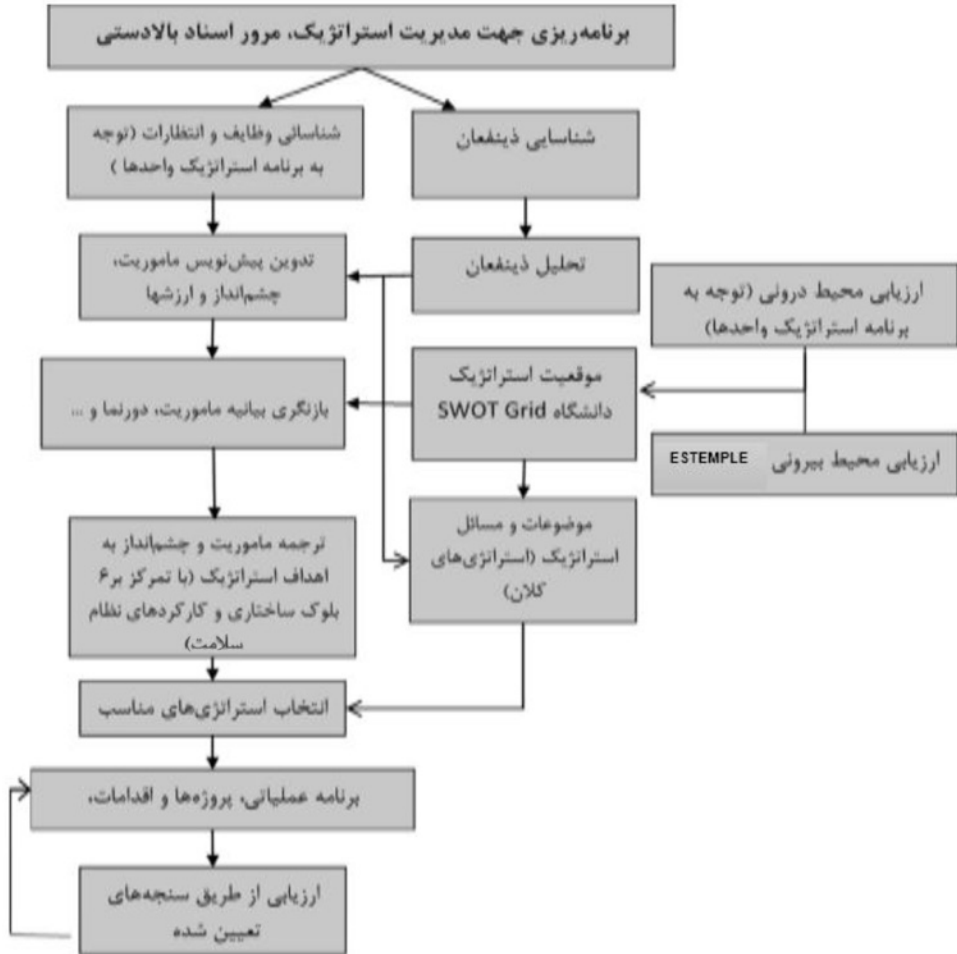 برنامه‌ریزی جهت مدیریت استراتژیک، مرور اسناد بالادستی
شناسایی ذینفعان
شناسائی وظایف و انتظارات (توجه
به برنامه استراتژیک واحدها )
تحلیل ذینفعان
تدوین پیش‌نویس ماموریت،
چشم‌انداز و ارزشها
ارزیابی محیط درونی (توجه به
برنامه استراتژیک واحدها)
موقعیت استراتژیک
دانشگاه SWOT Grid
بازنگری بیانیه ماموریت، دورنما و ...
ارزیابی محیط بیرونی ESTEMPLE
موضوعات و مسائل
استراتژیک (استراتژی‌های
کلان)
ترجمه ماموریت و چشم‌انداز به
اهداف استراتژیک (با تمرکز بر۶
بلوک ساختاری و کارکردهای نظام
سلامت)
انتخاب استراتژی‌های مناسب
برنامه عملیاتی، پروژه‌ها و اقدامات،
ارزیابی از طریق سنجه‌های
تعیین شده